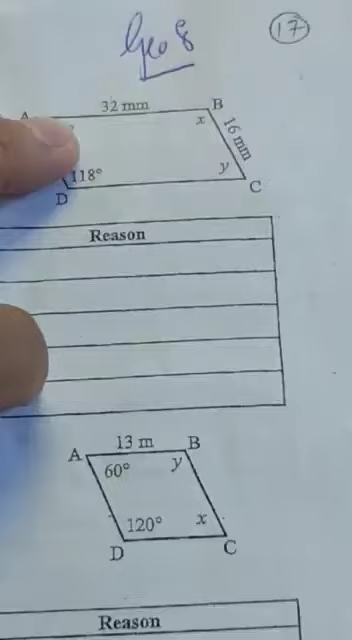 Geo 8
17
A 32 mm B
x 16 mm
118° y
D C
Reason
A 13 m B
60° y
120° x
D C
Reason